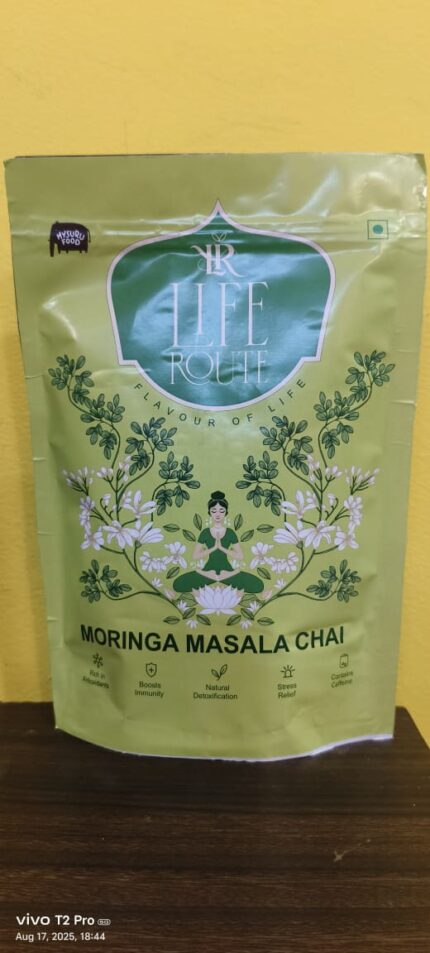 MYSURU
FOOD
LR
LIFE
ROUTE
FLAVOUR OF LIFE
MORINGA MASALA CHAI
Rich in
Antioxidants
Boosts
Immunity
Natural
Detoxification
Stress
Relief
Contains
Caffeine
vivo T2 Pro 5G
Aug 17, 2025, 18:44